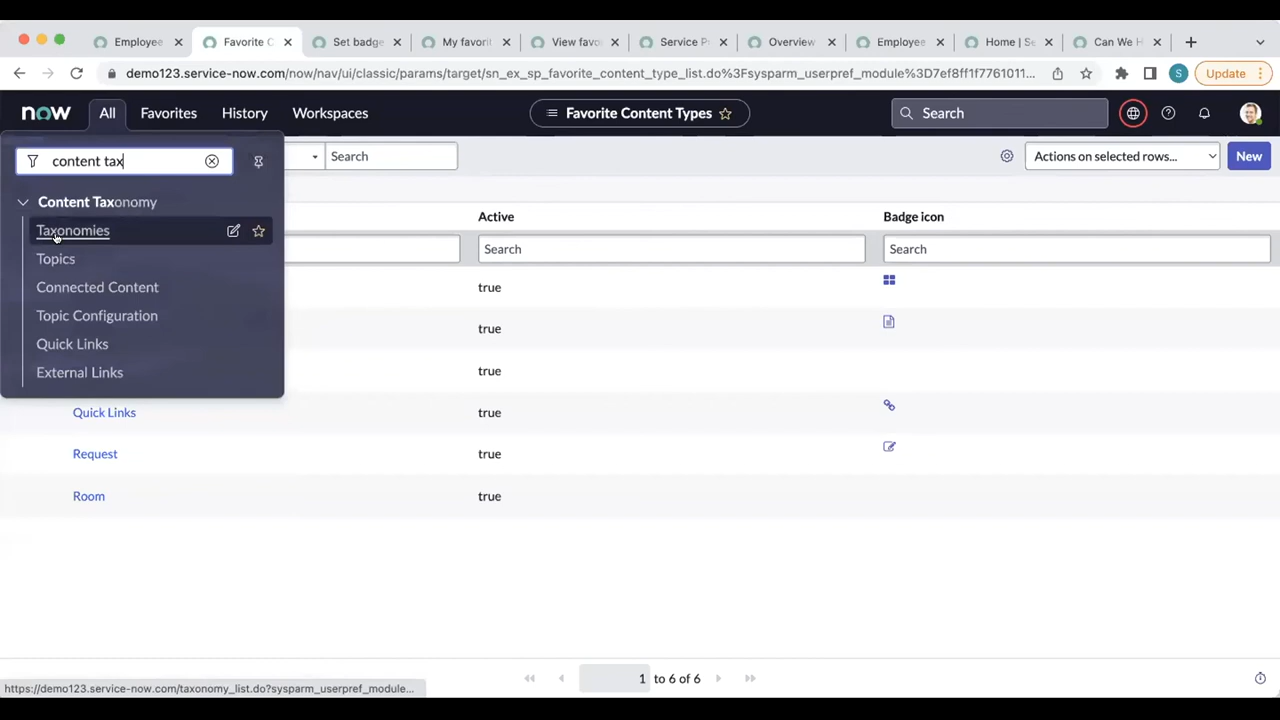 Employee
Favorite C
Set badge
My favorit
View favo
Service P
Overview
Employee
Home | Se
Can We H
demo123.service-now.com/now/nav/ui/classic/params/target/sn_ex_sp_favorite_content_type_list.do%3Fsysparm_userpref_module%3D7ef8ff1f7761011...
S
Update
now
All
Favorites
History
Workspaces
Favorite Content Types
Search
content tax
Search
Actions on selected rows...
New
Content Taxonomy
Taxonomies
Topics
Connected Content
Topic Configuration
Quick Links
External Links
Active
Badge icon
Search
Search
true
true
true
Quick Links
true
Request
true
Room
true
1 to 6 of 6
https://demo123.service-now.com/taxonomy_list.do?sysparm_userpref_module...